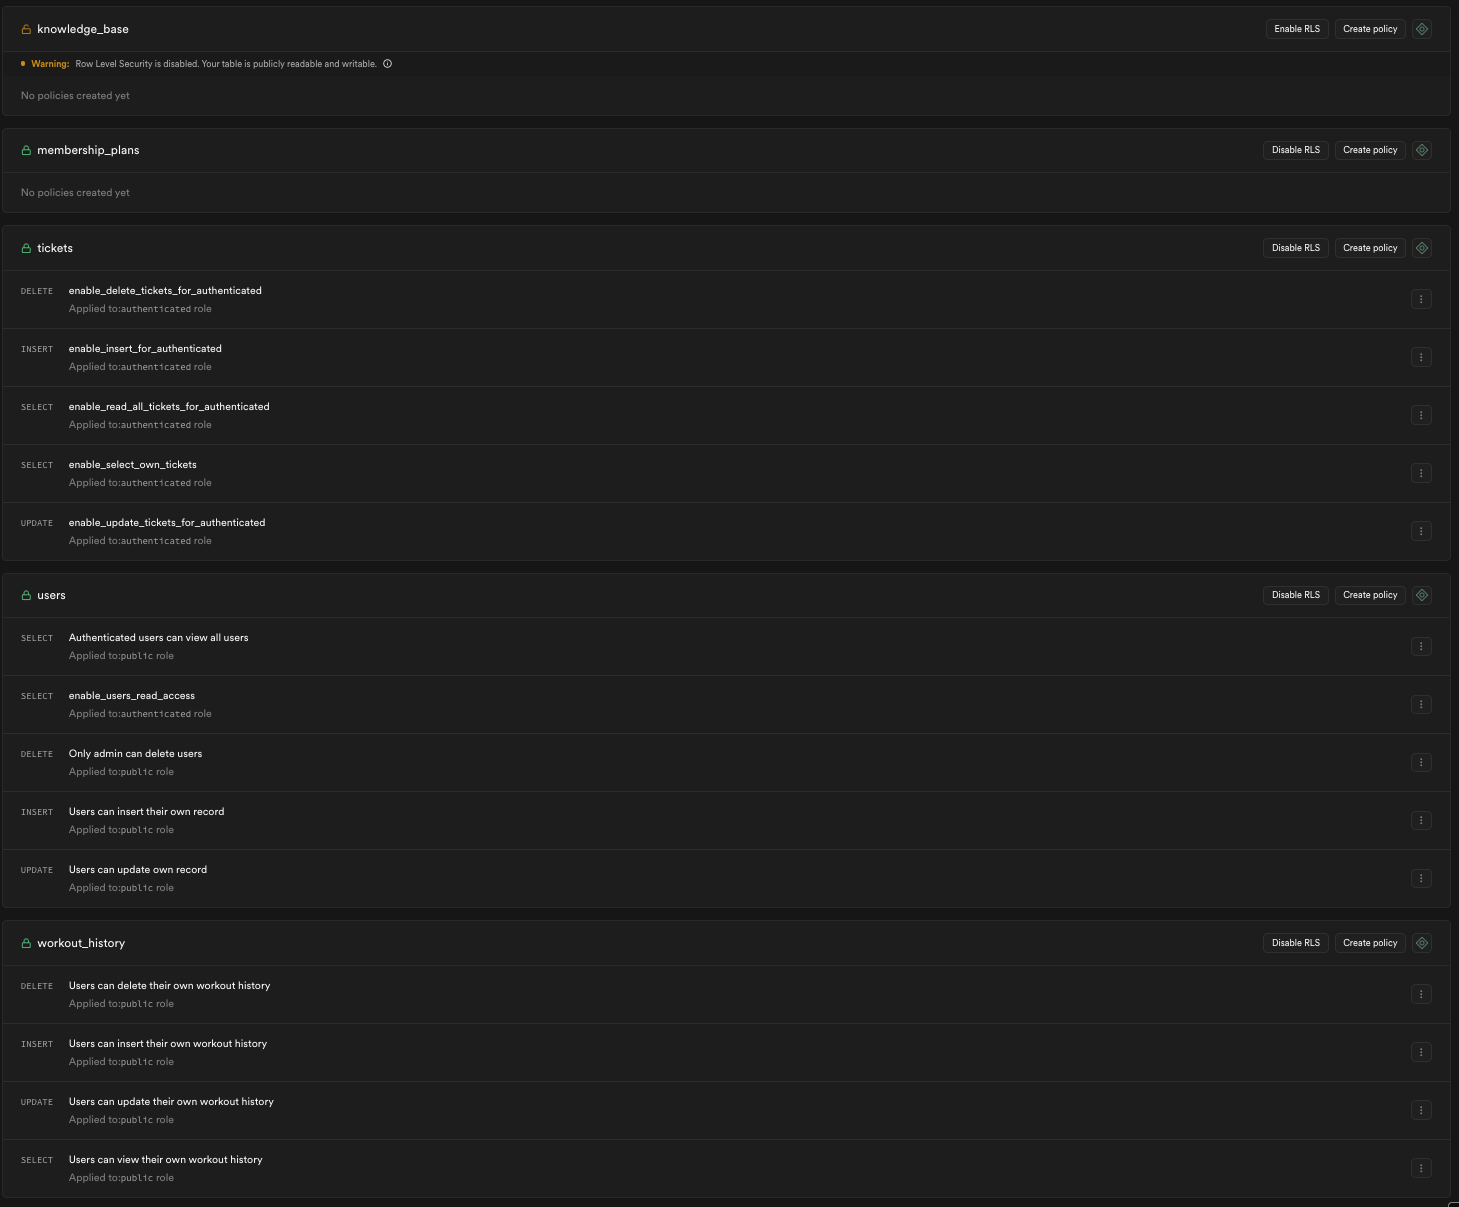 knowledge_base
Enable RLS
Create policy
Warning: Row Level Security is disabled. Your table is publicly readable and writable.
No policies created yet
membership_plans
Disable RLS
Create policy
No policies created yet
tickets
Disable RLS
Create policy
DELETE enable_delete_tickets_for_authenticated
Applied to:authenticated role
INSERT enable_insert_for_authenticated
Applied to:authenticated role
SELECT enable_read_all_tickets_for_authenticated
Applied to:authenticated role
SELECT enable_select_own_tickets
Applied to:authenticated role
UPDATE enable_update_tickets_for_authenticated
Applied to:authenticated role
users
Disable RLS
Create policy
SELECT Authenticated users can view all users
Applied to:public role
SELECT enable_users_read_access
Applied to:authenticated role
DELETE Only admin can delete users
Applied to:public role
INSERT Users can insert their own record
Applied to:public role
UPDATE Users can update own record
Applied to:public role
workout_history
Disable RLS
Create policy
DELETE Users can delete their own workout history
Applied to:public role
INSERT Users can insert their own workout history
Applied to:public role
UPDATE Users can update their own workout history
Applied to:public role
SELECT Users can view their own workout history
Applied to:public role